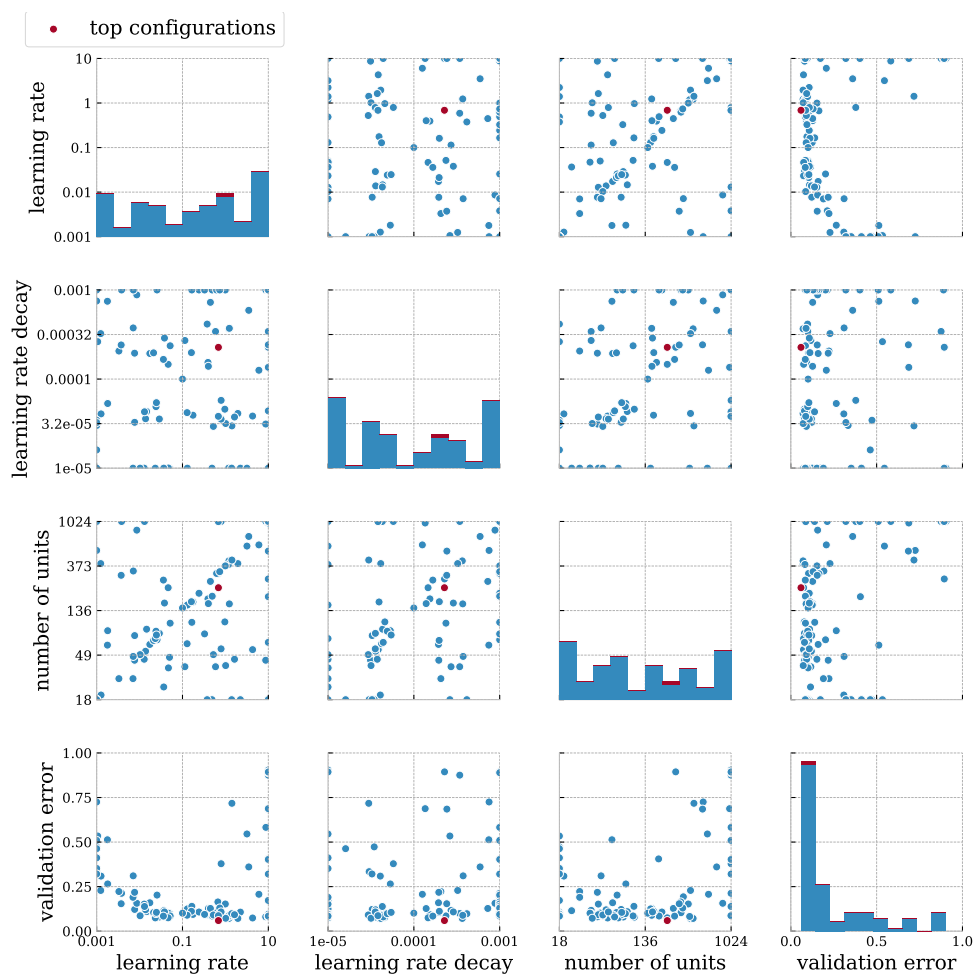 top configurations
10
1
0.1
0.01
0.001
learning rate
0.001
0.00032
0.0001
3.2e-05
1e-05
learning rate decay
1024
373
136
49
18
number of units
1.00
0.75
0.50
0.25
0.00
validation error
0.001 0.1 10
1e-05 0.0001 0.001
18 136 1024
0.0 0.5 1.0
learning rate learning rate decay number of units validation error